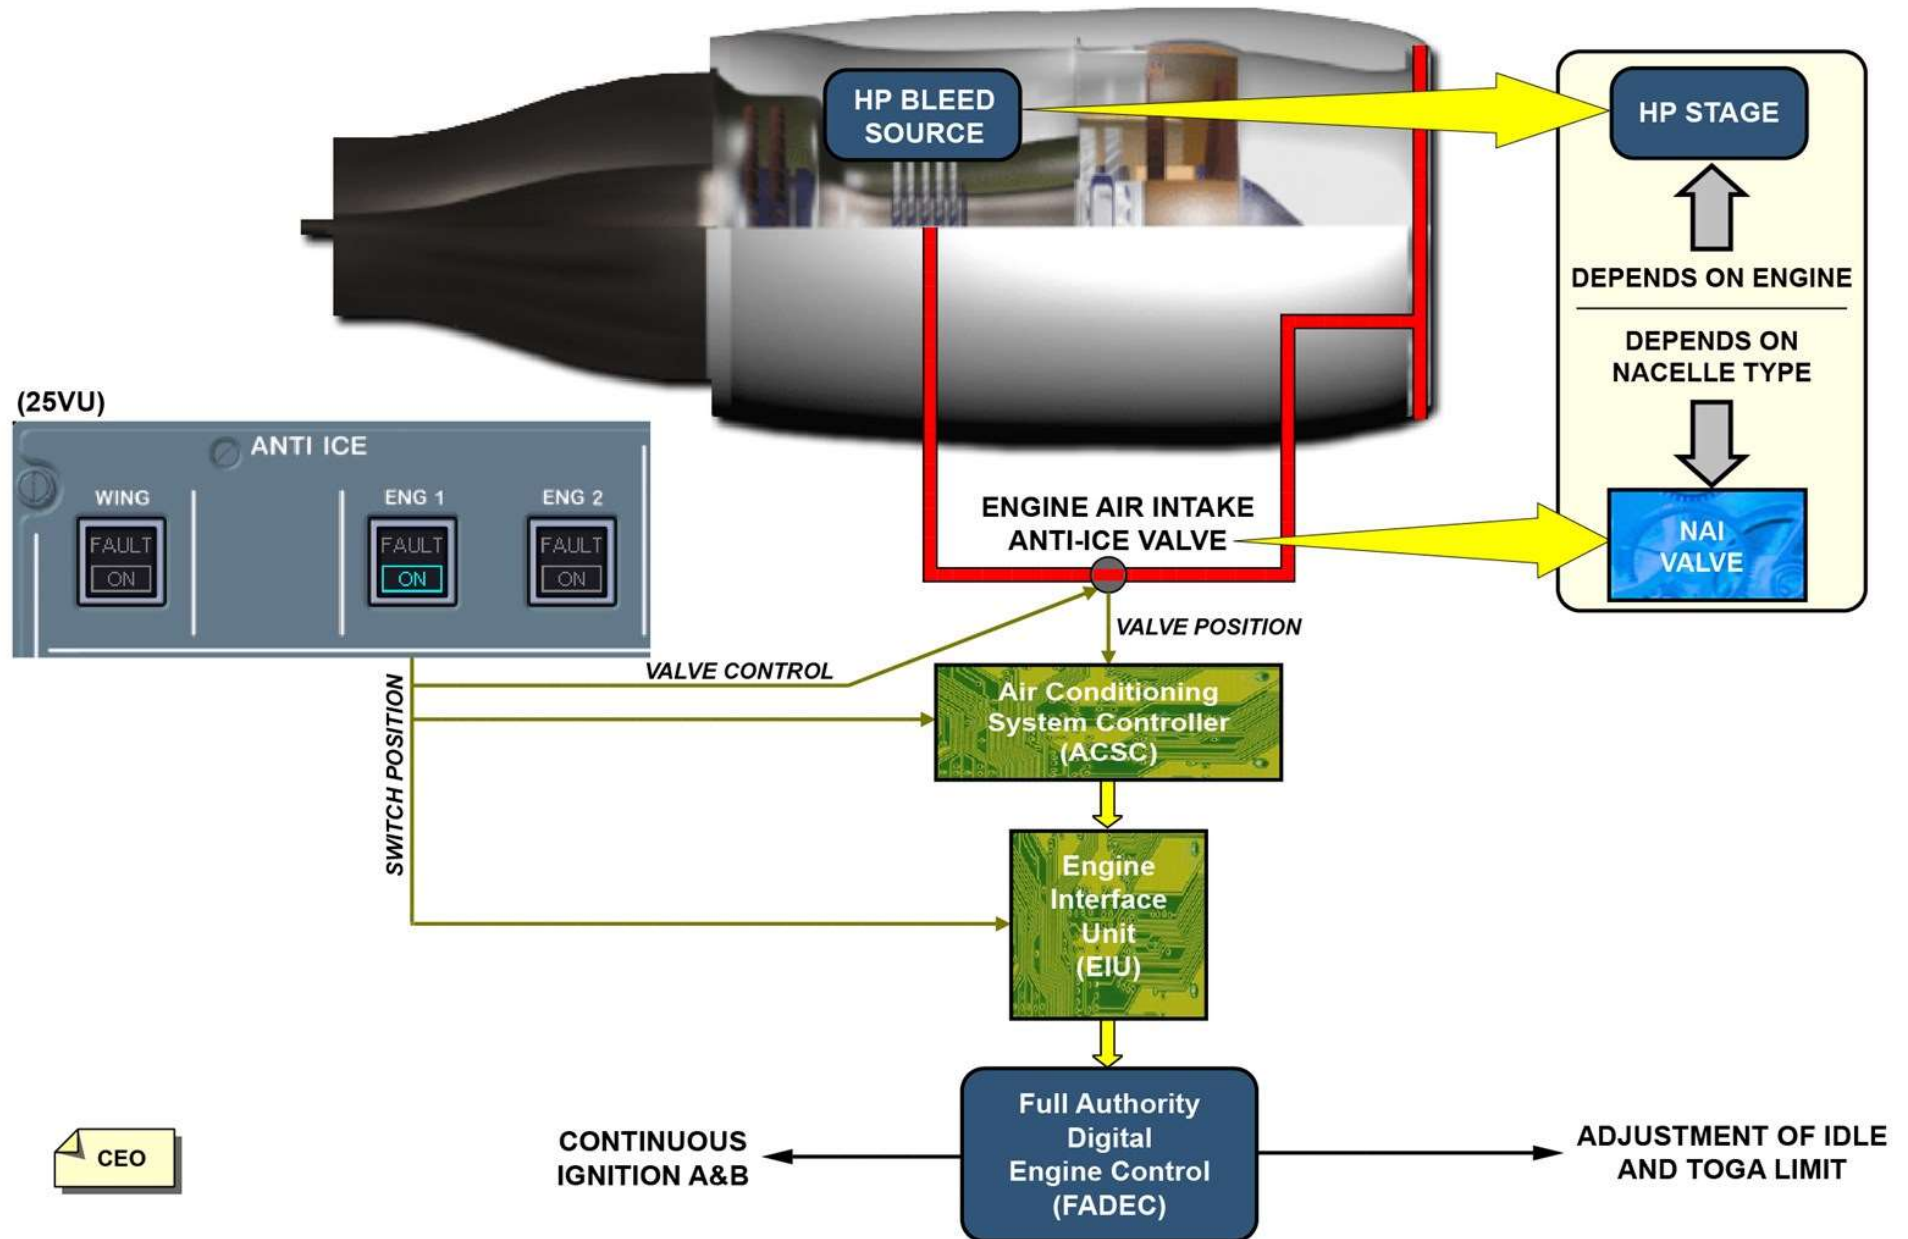 HP BLEED
SOURCE
HP STAGE
DEPENDS ON ENGINE
DEPENDS ON
NACELLE TYPE
NAI
VALVE
(25VU)
ANTI ICE
WING
ENG 1
ENG 2
FAULT
ON
FAULT
ON
FAULT
ON
ENGINE AIR INTAKE
ANTI-ICE VALVE
VALVE POSITION
VALVE CONTROL
SWITCH POSITION
Air Conditioning
System Controller
(ACSC)
Engine
Interface
Unit
(EIU)
Full Authority
Digital
Engine Control
(FADEC)
CONTINUOUS
IGNITION A&B
ADJUSTMENT OF IDLE
AND TOGA LIMIT
CEO